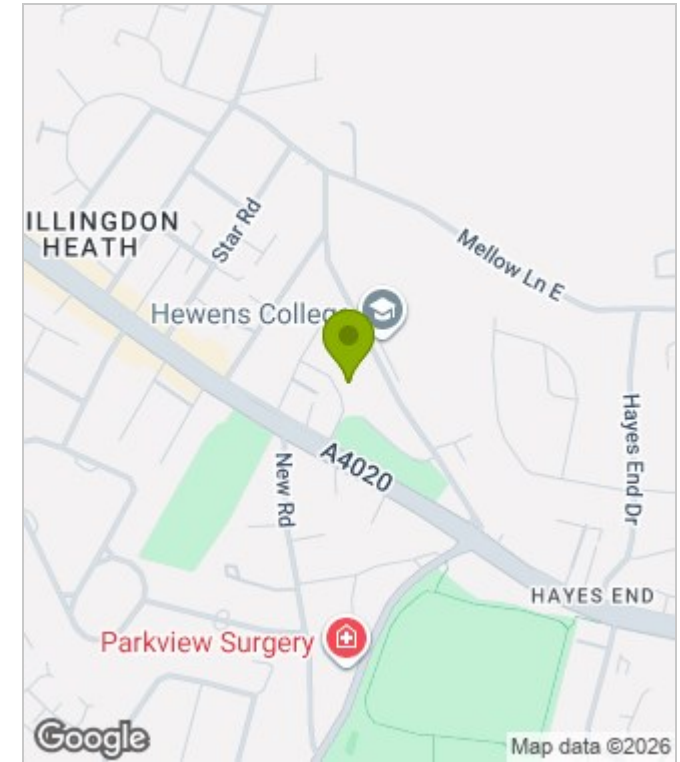 ILLINGDON
HEATH
Star Rd
Mellow Ln E
Hewens College
A4020
New Rd
Hayes End Dr
HAYES END
Parkview Surgery
Google
Map data ©2026